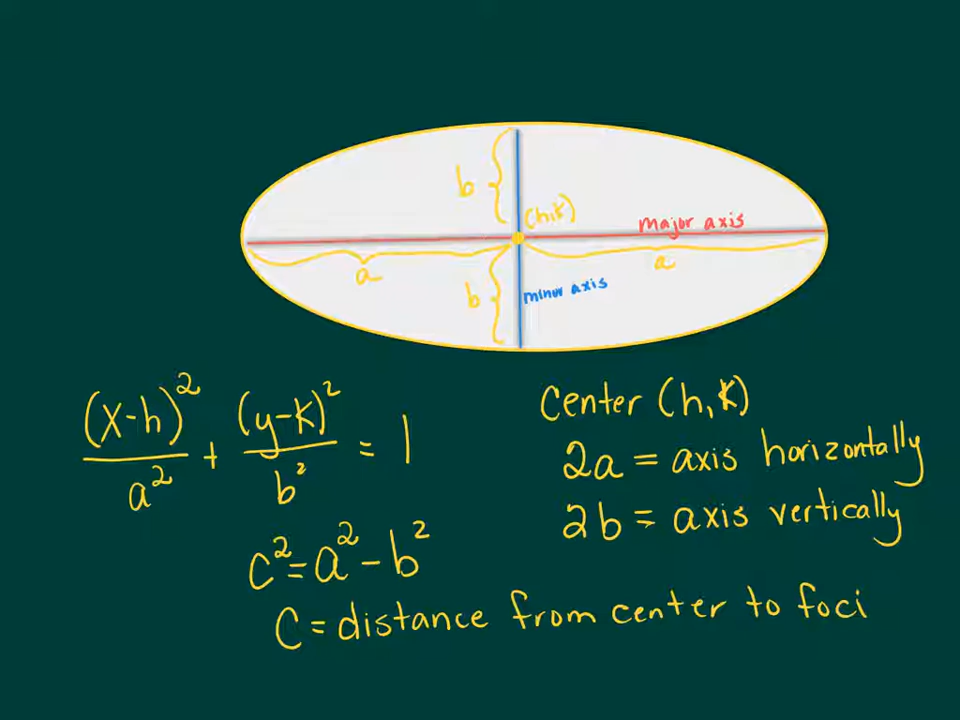 b
(h,k)
major axis
a
a
b
minor axis
(x-h)² / a² + (y-k)² / b² = 1
Center (h,k)
2a = axis horizontally
2b = axis vertically
c² = a² - b²
C = distance from center to foci